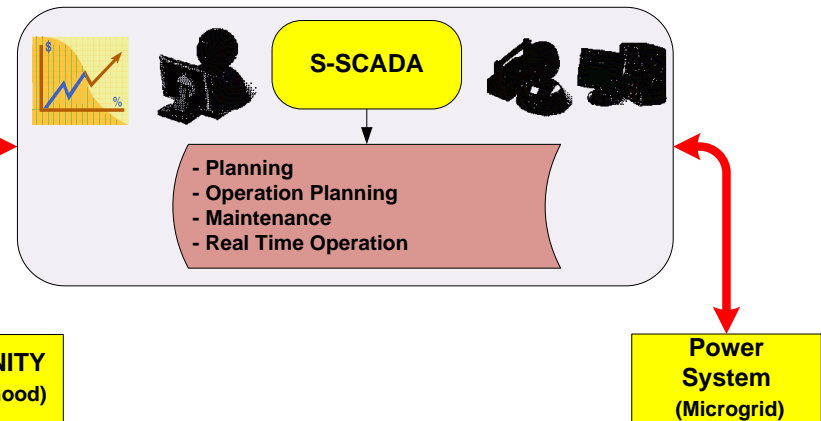 $
%
S-SCADA
- Planning
- Operation Planning
- Maintenance
- Real Time Operation
NITY
ood)
Power
System
(Microgrid)